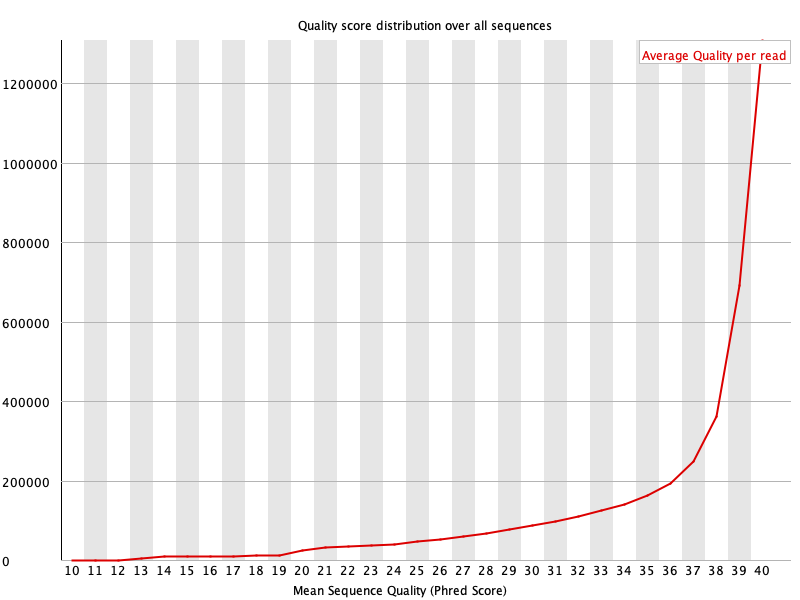 Quality score distribution over all sequences
Average Quality per read
1200000
1000000
800000
600000
400000
200000
0
10 11 12 13 14 15 16 17 18 19 20 21 22 23 24 25 26 27 28 29 30 31 32 33 34 35 36 37 38 39 40
Mean Sequence Quality (Phred Score)